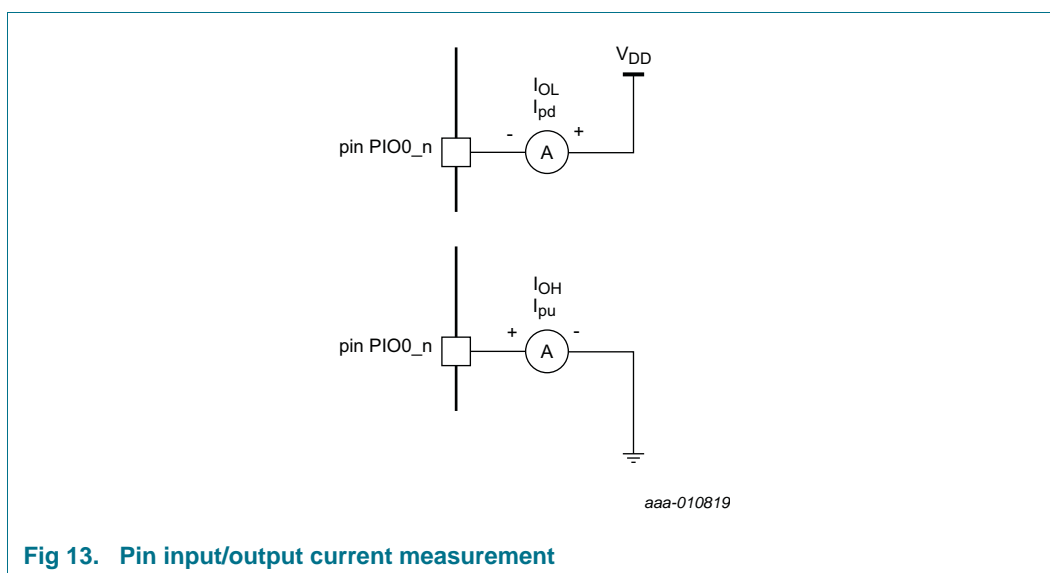 V_DD
I_OL
I_pd
pin PIO0_n - A +
I_OH
I_pu
pin PIO0_n + A -
aaa-010819
Fig 13. Pin input/output current measurement